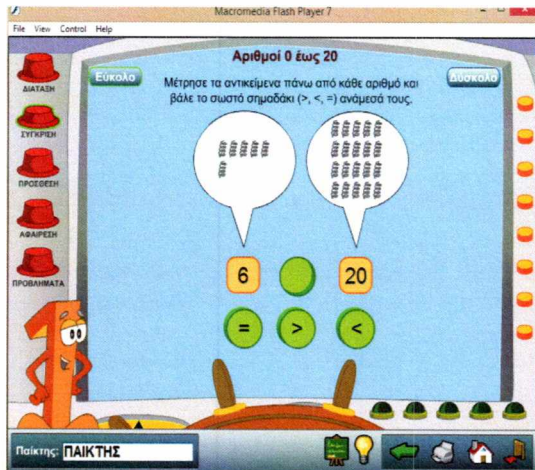 Macromedia Flash Player 7
File View Control Help
Αριθμοί 0 έως 20
Εύκολο
Δύσκολο
Μέτρησε τα αντικείμενα πάνω από κάθε αριθμό και
βάλε το σωστό σημαδάκι (>, <, =) ανάμεσά τους.
ΔΙΑΤΑΞΗ
ΣΥΓΚΡΙΣΗ
ΠΡΟΣΘΕΣΗ
ΑΦΑΙΡΕΣΗ
ΠΡΟΒΛΗΜΑΤΑ
6 20
= > <
Παίκτης: ΠΑΙΚΤΗΣ